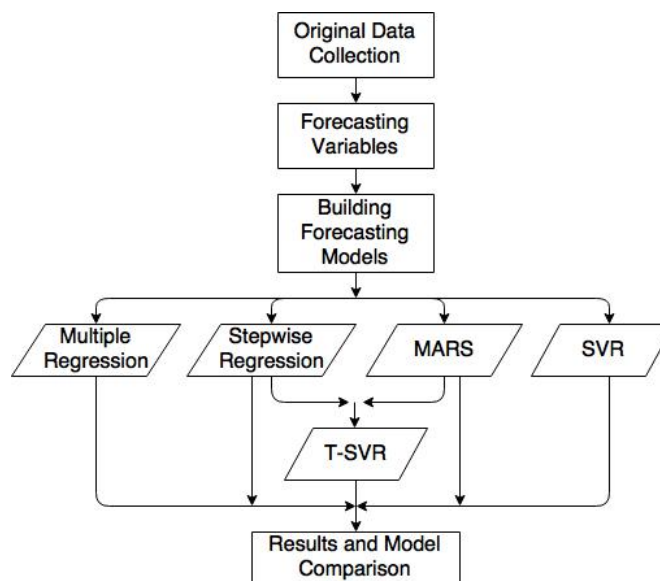 Original Data
Collection
Forecasting
Variables
Building
Forecasting
Models
Multiple
Regression
Stepwise
Regression
MARS
SVR
T-SVR
Results and Model
Comparison